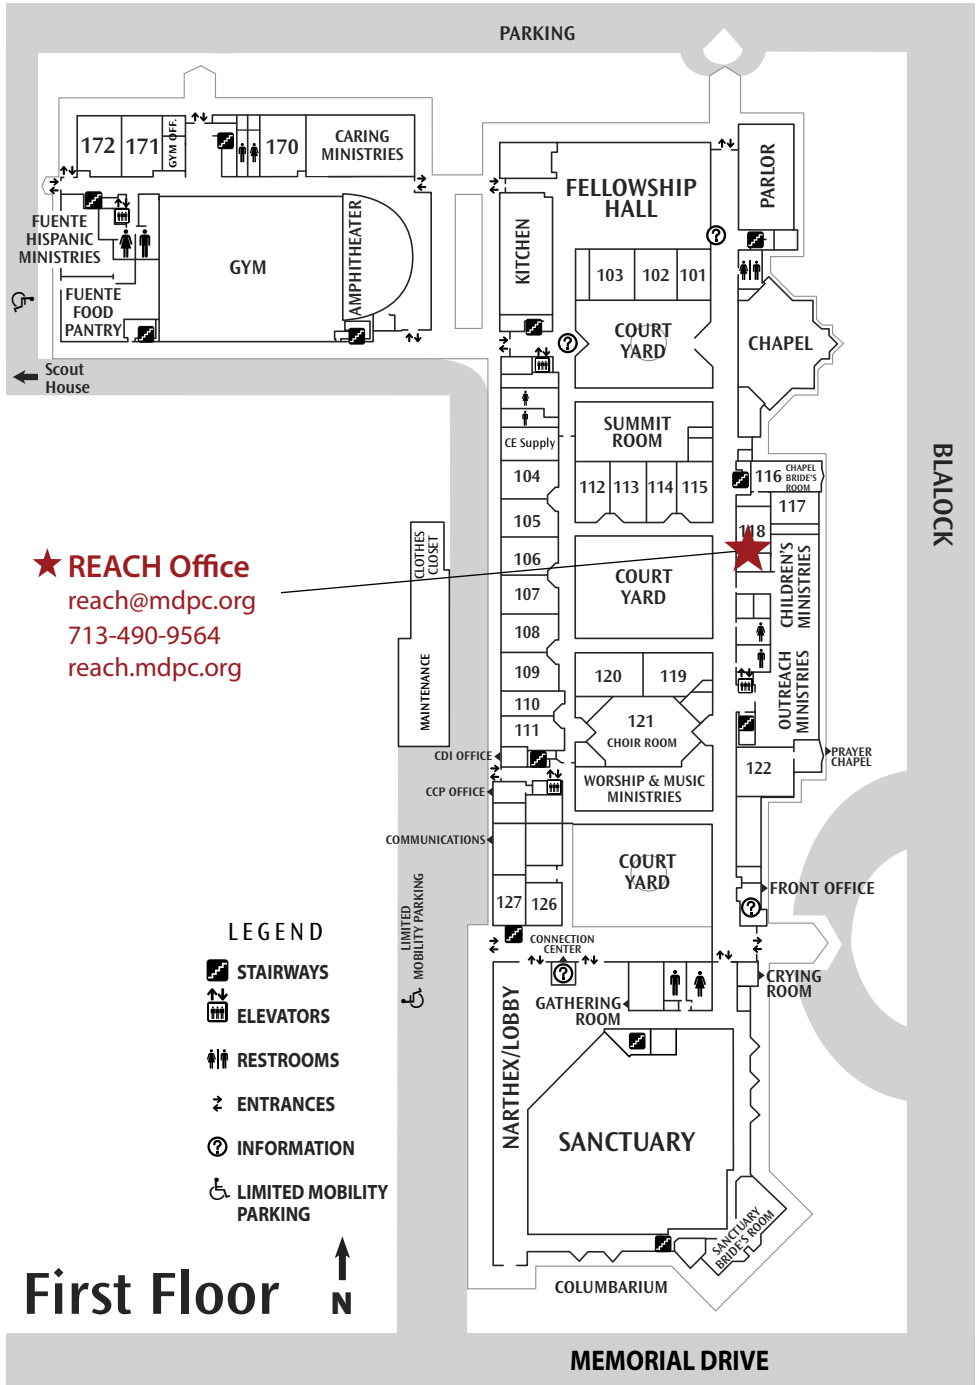 PARKING
172
171
GYM OFF.
170
CARING
MINISTRIES
FUENTE
HISPANIC
MINISTRIES
GYM
AMPHITHEATER
FUENTE
FOOD
PANTRY
Scout
House
KITCHEN
FELLOWSHIP
HALL
PARLOR
103
102
101
COURT
YARD
CHAPEL
SUMMIT
ROOM
CE Supply
104
112
113
114
115
116
CHAPEL
BRIDE'S
ROOM
117
118
105
106
107
108
109
110
111
COURT
YARD
CHILDREN'S
MINISTRIES
OUTREACH
MINISTRIES
BLALOCK
CLOTHES
CLOSET
MAINTENANCE
REACH Office
reach@mdpc.org
713-490-9564
reach.mdpc.org
120
119
121
CHOIR ROOM
WORSHIP & MUSIC
MINISTRIES
122
PRAYER
CHAPEL
CDI OFFICE
CCP OFFICE
COMMUNICATIONS
COURT
YARD
127
126
FRONT OFFICE
LIMITED
MOBILITY PARKING
CONNECTION
CENTER
CRYING
ROOM
GATHERING
ROOM
NARTHEX/LOBBY
SANCTUARY
SANCTUARY
BRIDE'S ROOM
COLUMBARIUM
LEGEND
STAIRWAYS
ELEVATORS
RESTROOMS
ENTRANCES
? INFORMATION
LIMITED MOBILITY
PARKING
First Floor
N
MEMORIAL DRIVE